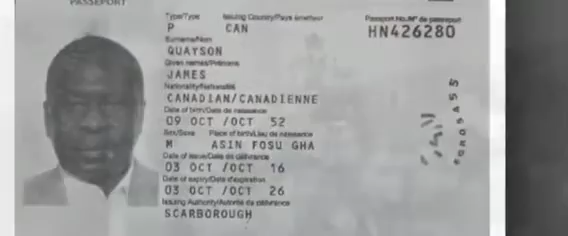 PASSEPORT
Type/Type Issuing Country/Pays émetteur Passport No./N° de passeport
P CAN HN426280
Surname/Nom
QUAYSON
Given names/Prénoms
JAMES
Nationality/Nationalité
CANADIAN/CANADIENNE
Date of birth/Date de naissance
09 OCT /OCT 52
Sex/Sexe Place of birth/Lieu de naissance
M ASIN FOSU GHA
Date of issue/Date de délivrance
03 OCT /OCT 16
Date of expiry/Date d'expiration
03 OCT /OCT 26
Issuing Authority/Autorité de délivrance
SCARBOROUGH